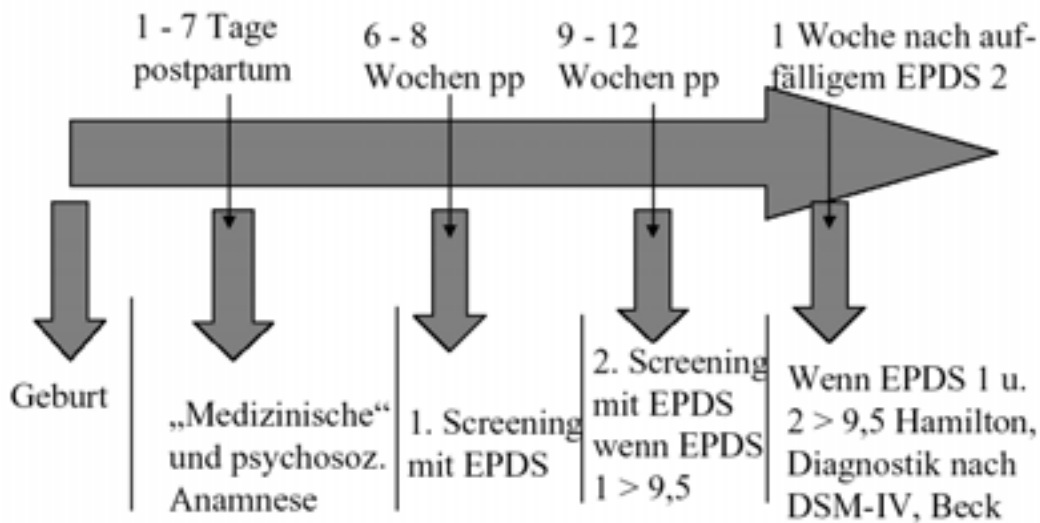 1 - 7 Tage
postpartum
6 - 8
Wochen pp
9 - 12
Wochen pp
1 Woche nach auf-
fälligem EPDS 2
Geburt
„Medizinische“
und psychosoz.
Anamnese
1. Screening
mit EPDS
2. Screening
mit EPDS
wenn EPDS
1 > 9,5
Wenn EPDS 1 u.
2 > 9,5 Hamilton,
Diagnostik nach
DSM-IV, Beck